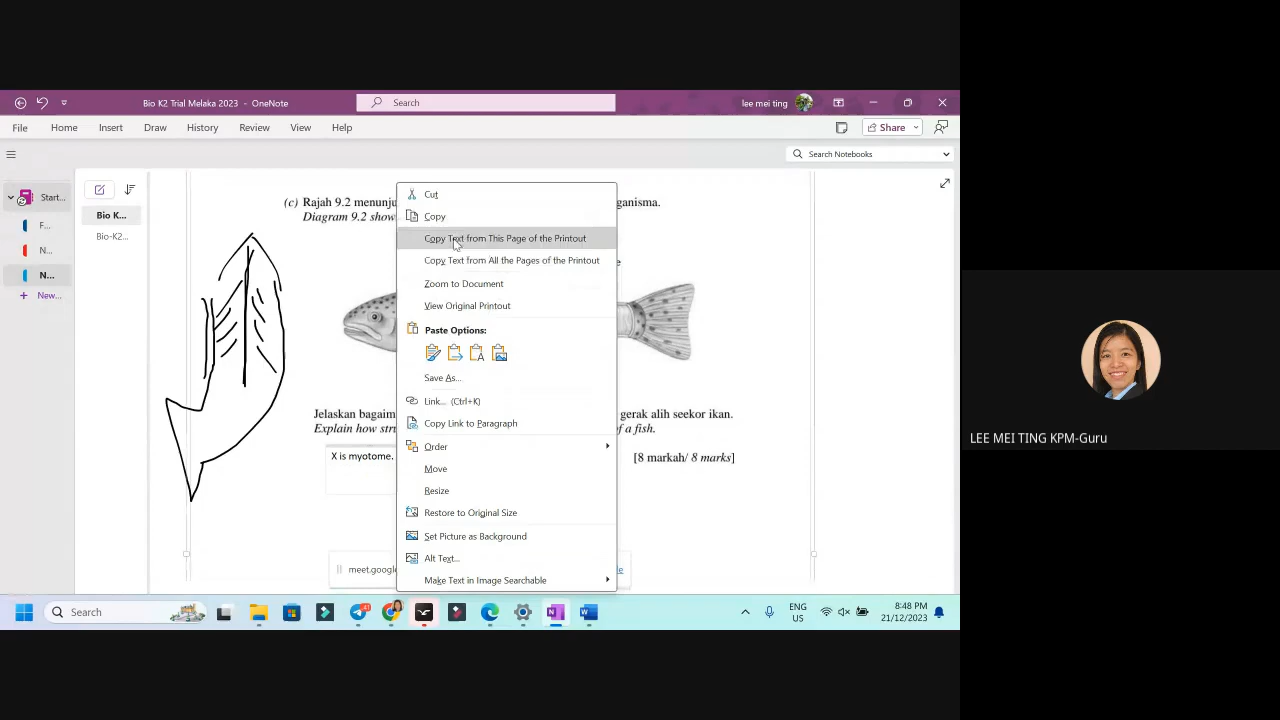 Bio K2 Trial Melaka 2023 - OneNote
Search
lee mei ting
File
Home
Insert
Draw
History
Review
View
Help
Share
Search Notebooks
Start...
Bio K...
Bio-K2...
F...
N...
N...
New...
(c) Rajah 9.2 menunju
ganisma.
Diagram 9.2 show
Cut
Copy
Copy Text from This Page of the Printout
Copy Text from All the Pages of the Printout
Zoom to Document
View Original Printout
Paste Options:
Save As...
Link... (Ctrl+K)
Copy Link to Paragraph
Order
Move
Resize
Restore to Original Size
Set Picture as Background
Alt Text...
Make Text in Image Searchable
Jelaskan bagaim
gerak alih seekor ikan.
Explain how stru
of a fish.
X is myotome.
[8 markah/ 8 marks]
meet.google
LEE MEI TING KPM-Guru
Search
ENG
US
8:48 PM
21/12/2023